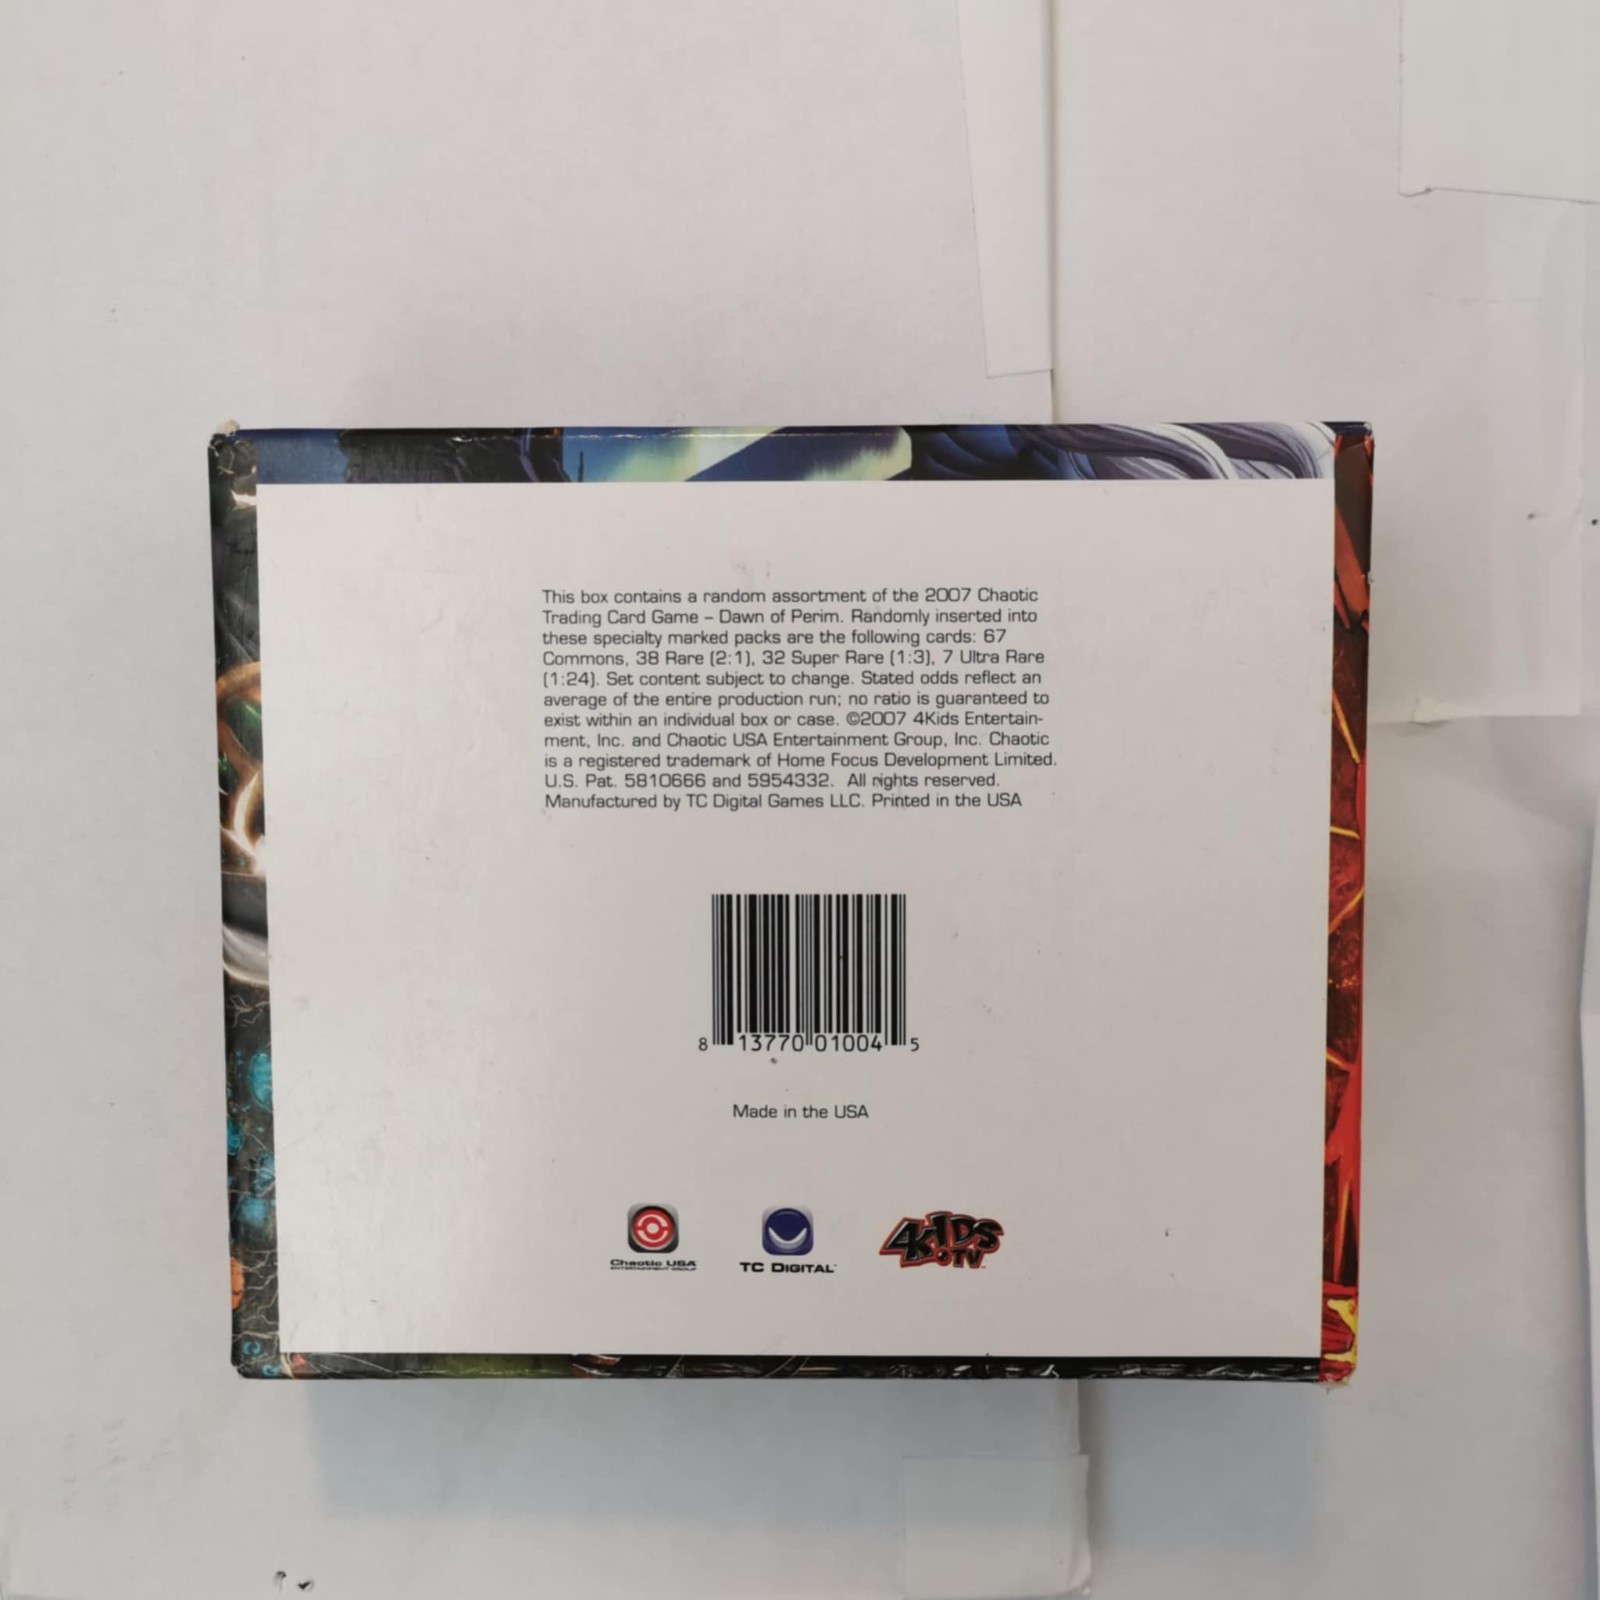 This box contains a random assortment of the 2007 Chaotic
Trading Card Game – Dawn of Perim. Randomly inserted into
these specialty marked packs are the following cards: 67
Commons, 38 Rare (2:1), 32 Super Rare (1:3), 7 Ultra Rare
(1:24). Set content subject to change. Stated odds reflect an
average of the entire production run; no ratio is guaranteed to
exist within an individual box or case. ©2007 4Kids Entertain-
ment, Inc. and Chaotic USA Entertainment Group, Inc. Chaotic
is a registered trademark of Home Focus Development Limited.
U.S. Pat. 5810666 and 5954332. All rights reserved.
Manufactured by TC Digital Games LLC. Printed in the USA
8 13770 01004 5
Made in the USA
Chaotic USA
ENTERTAINMENT GROUP
TC DIGITAL
4KIDS.TV